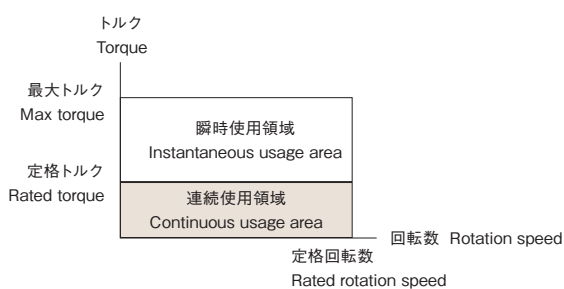 トルク
Torque
最大トルク
Max torque
瞬時使用領域
Instantaneous usage area
定格トルク
Rated torque
連続使用領域
Continuous usage area
回転数 Rotation speed
定格回転数
Rated rotation speed